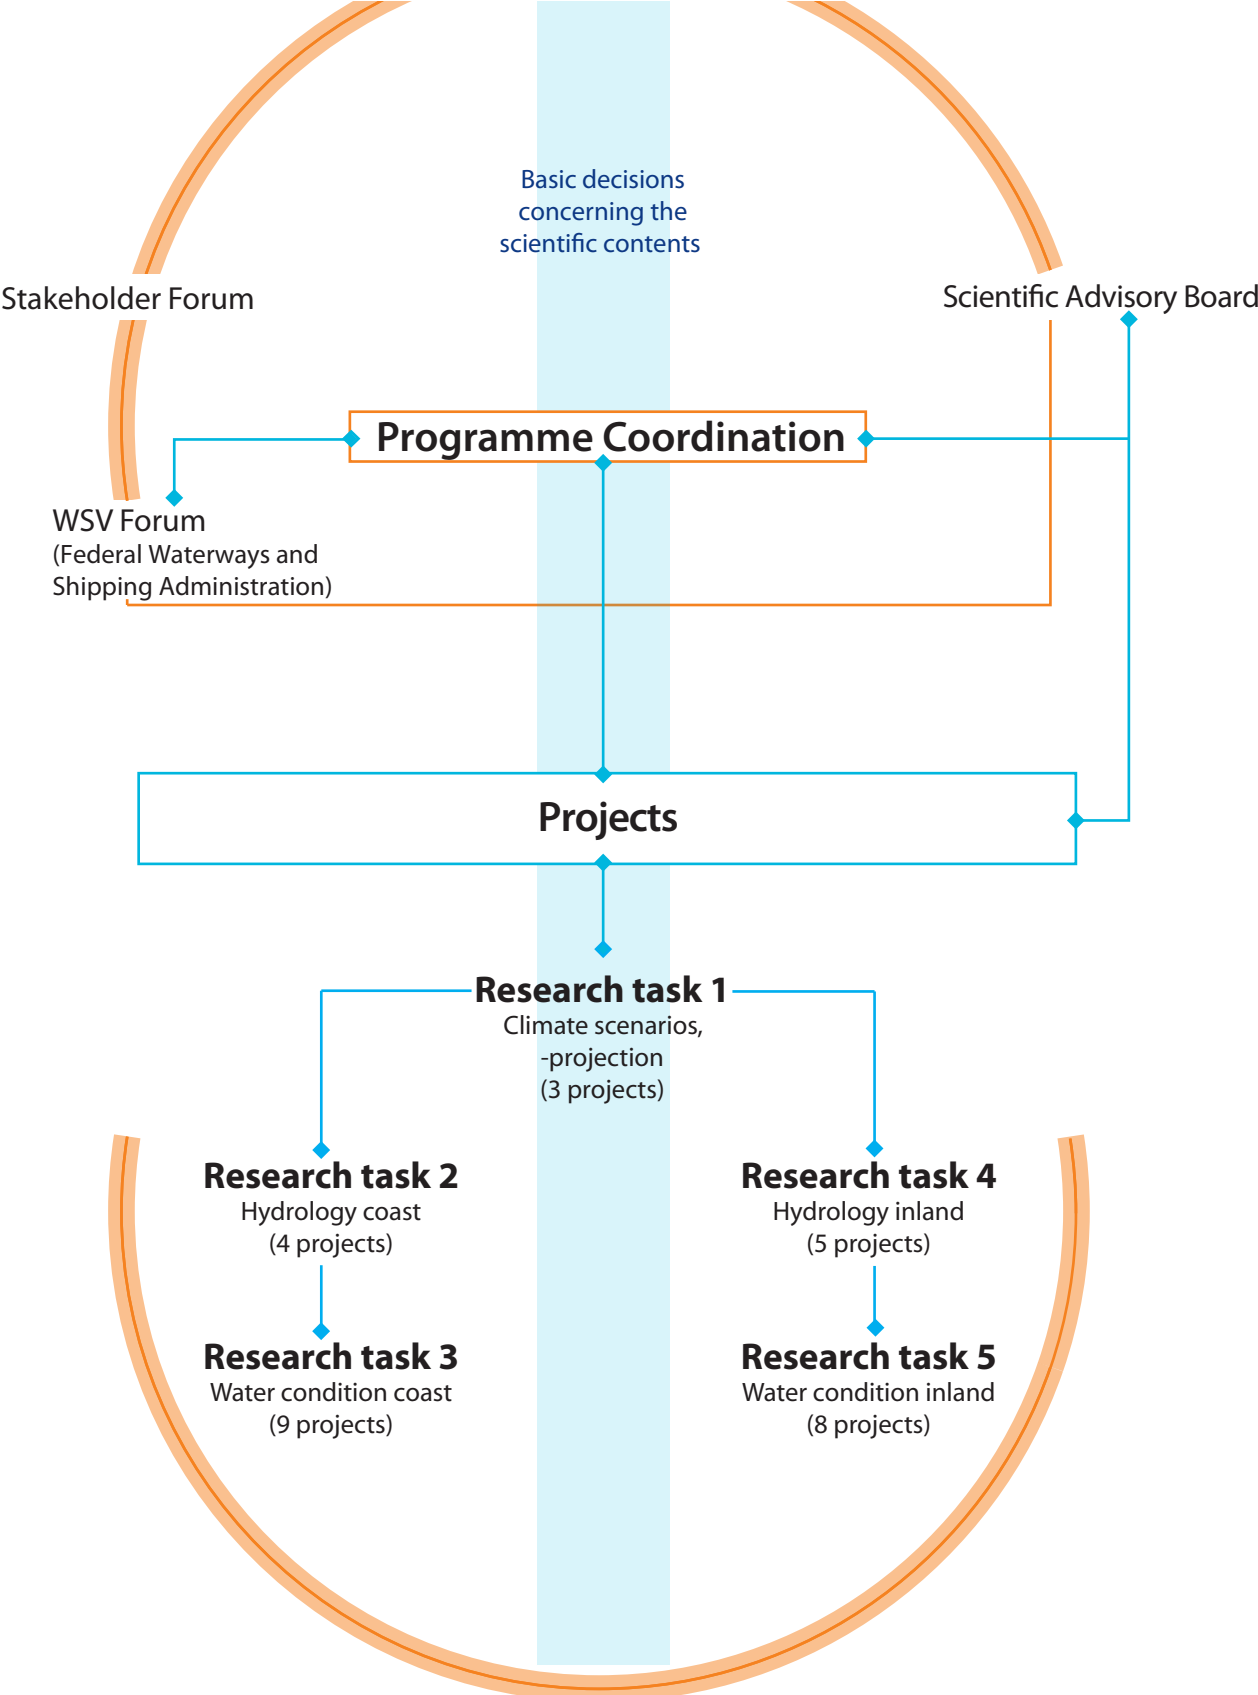 Basic decisions
concerning the
scientific contents
Stakeholder Forum
Scientific Advisory Board
Programme Coordination
WSV Forum
(Federal Waterways and
Shipping Administration)
Projects
Research task 1
Climate scenarios,
-projection
(3 projects)
Research task 2
Hydrology coast
(4 projects)
Research task 4
Hydrology inland
(5 projects)
Research task 3
Water condition coast
(9 projects)
Research task 5
Water condition inland
(8 projects)